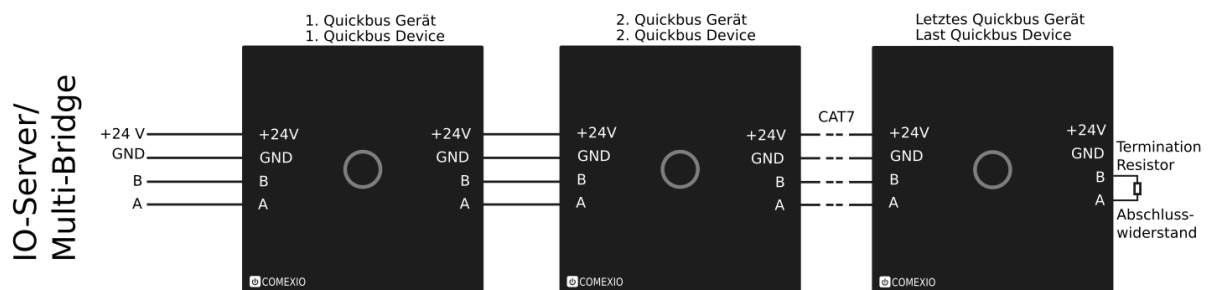 IO-Server/
Multi-Bridge
+24 V
GND
B
A
1. Quickbus Gerät
1. Quickbus Device
+24V
GND
B
A
+24V
GND
B
A
COMEXIO
2. Quickbus Gerät
2. Quickbus Device
+24V
GND
B
A
+24V
GND
B
A
COMEXIO
CAT7
Letztes Quickbus Gerät
Last Quickbus Device
+24V
GND
B
A
+24V
GND
B
A
COMEXIO
Termination
Resistor
Abschluss-
widerstand